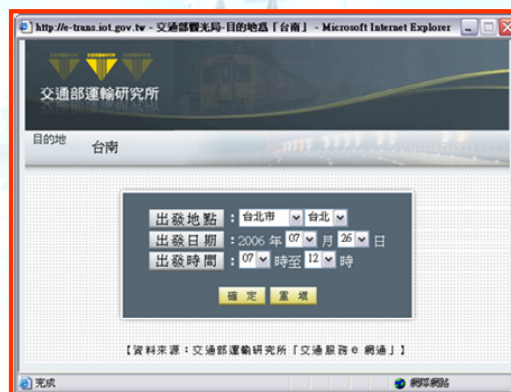 http://e-trans.iot.gov.tw - 交通部觀光局-目的地為「台南」 - Microsoft Internet Explorer
交通部運輸研究所
目的地 台南
出發地點 : 台北市 台北
出發日期 : 2006 年 07 月 26 日
出發時間 : 07 時至 12 時
確 定 重 填
【資料來源：交通部運輸研究所「交通服務 e 網通」】
完成 網際網路